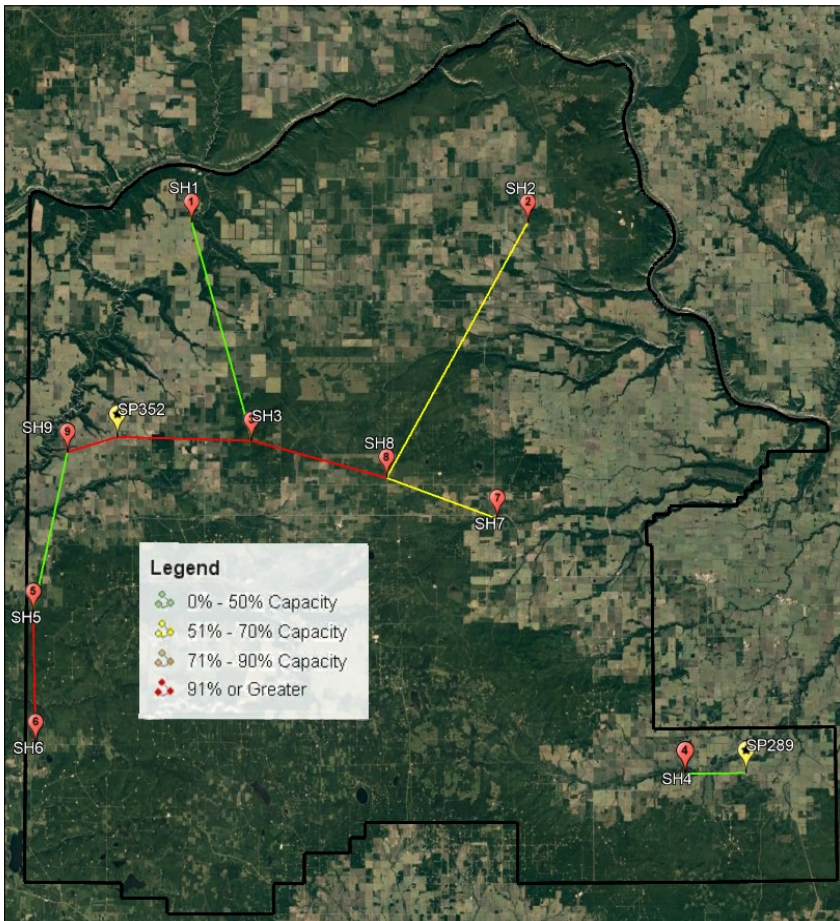 SH1
1
SH2
2
SP352
SH9
9
SH3
3
SH8
8
7
SH7
Legend
0% - 50% Capacity
51% - 70% Capacity
71% - 90% Capacity
91% or Greater
5
SH5
6
SH6
4
SH4
SP289